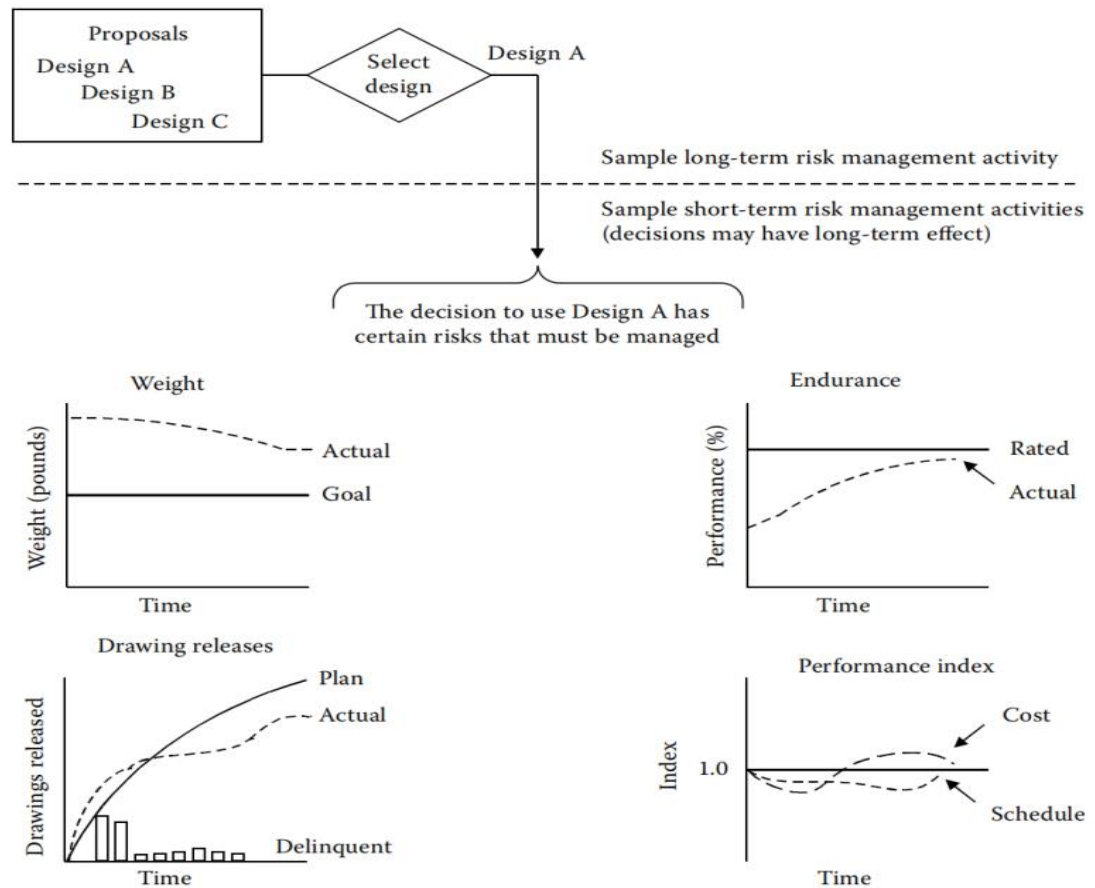 Proposals
Design A
Design B
Design C
Select
design
Design A
Sample long-term risk management activity
Sample short-term risk management activities
(decisions may have long-term effect)
The decision to use Design A has
certain risks that must be managed
Weight
Weight (pounds)
Actual
Goal
Time
Endurance
Performance (%)
Rated
Actual
Time
Drawing releases
Drawings released
Plan
Actual
Delinquent
Time
Performance index
Index
1.0
Cost
Schedule
Time